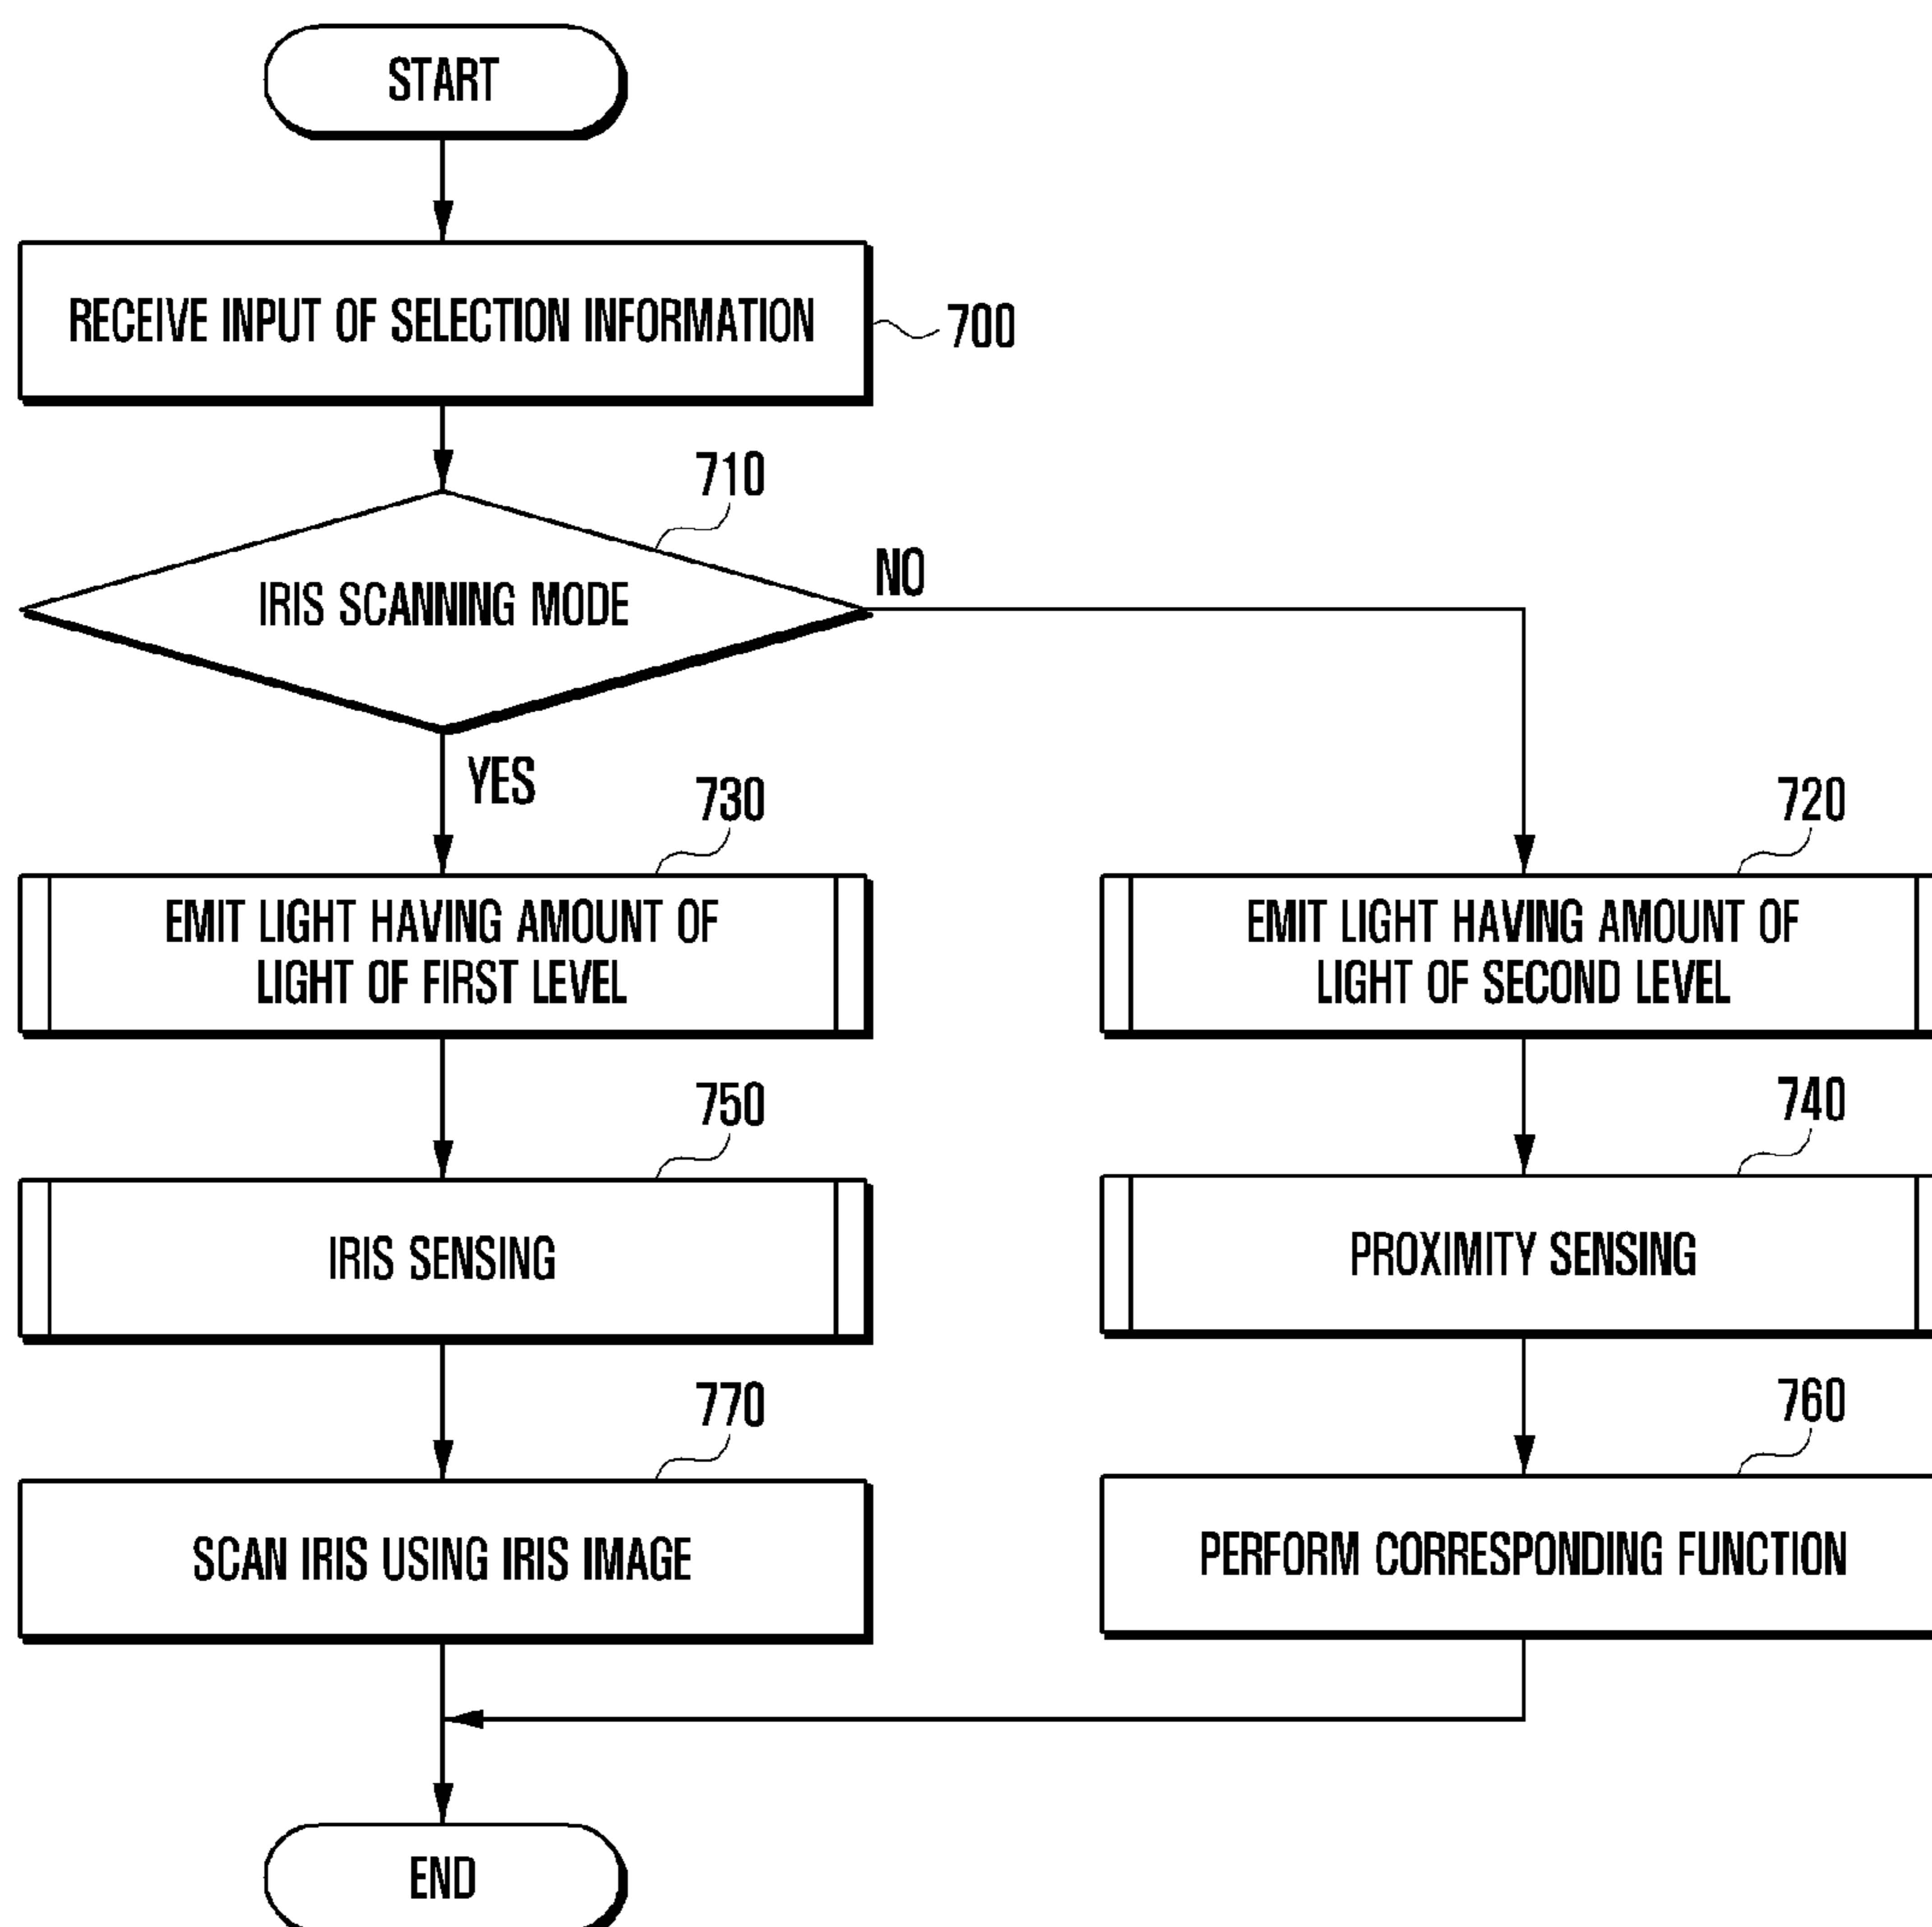 START
RECEIVE INPUT OF SELECTION INFORMATION
700
710
IRIS SCANNING MODE
NO
YES
730
EMIT LIGHT HAVING AMOUNT OF
LIGHT OF FIRST LEVEL
720
EMIT LIGHT HAVING AMOUNT OF
LIGHT OF SECOND LEVEL
750
IRIS SENSING
740
PROXIMITY SENSING
770
SCAN IRIS USING IRIS IMAGE
760
PERFORM CORRESPONDING FUNCTION
END